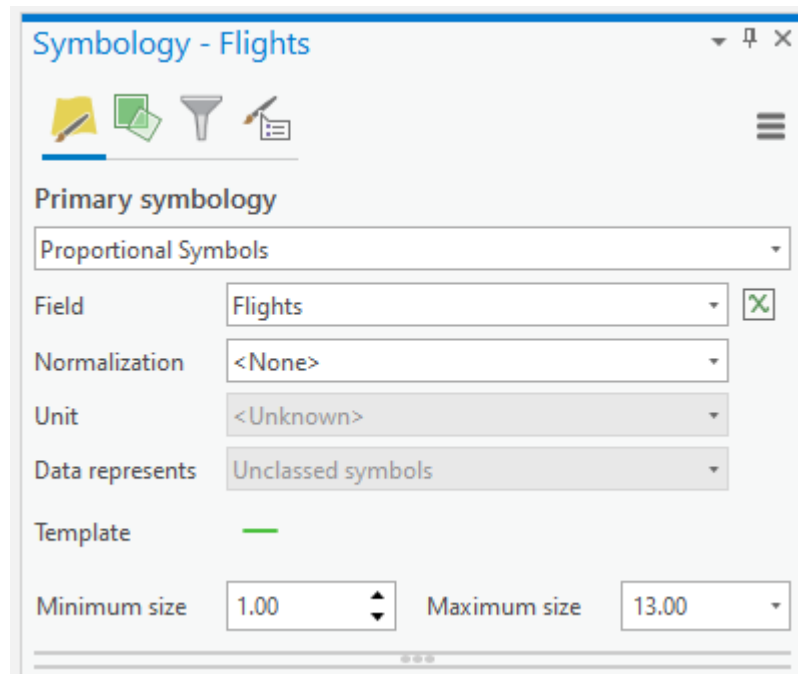 Symbology - Flights
Primary symbology
Proportional Symbols
Field Flights
Normalization <None>
Unit <Unknown>
Data represents Unclassed symbols
Template
Minimum size 1.00 Maximum size 13.00